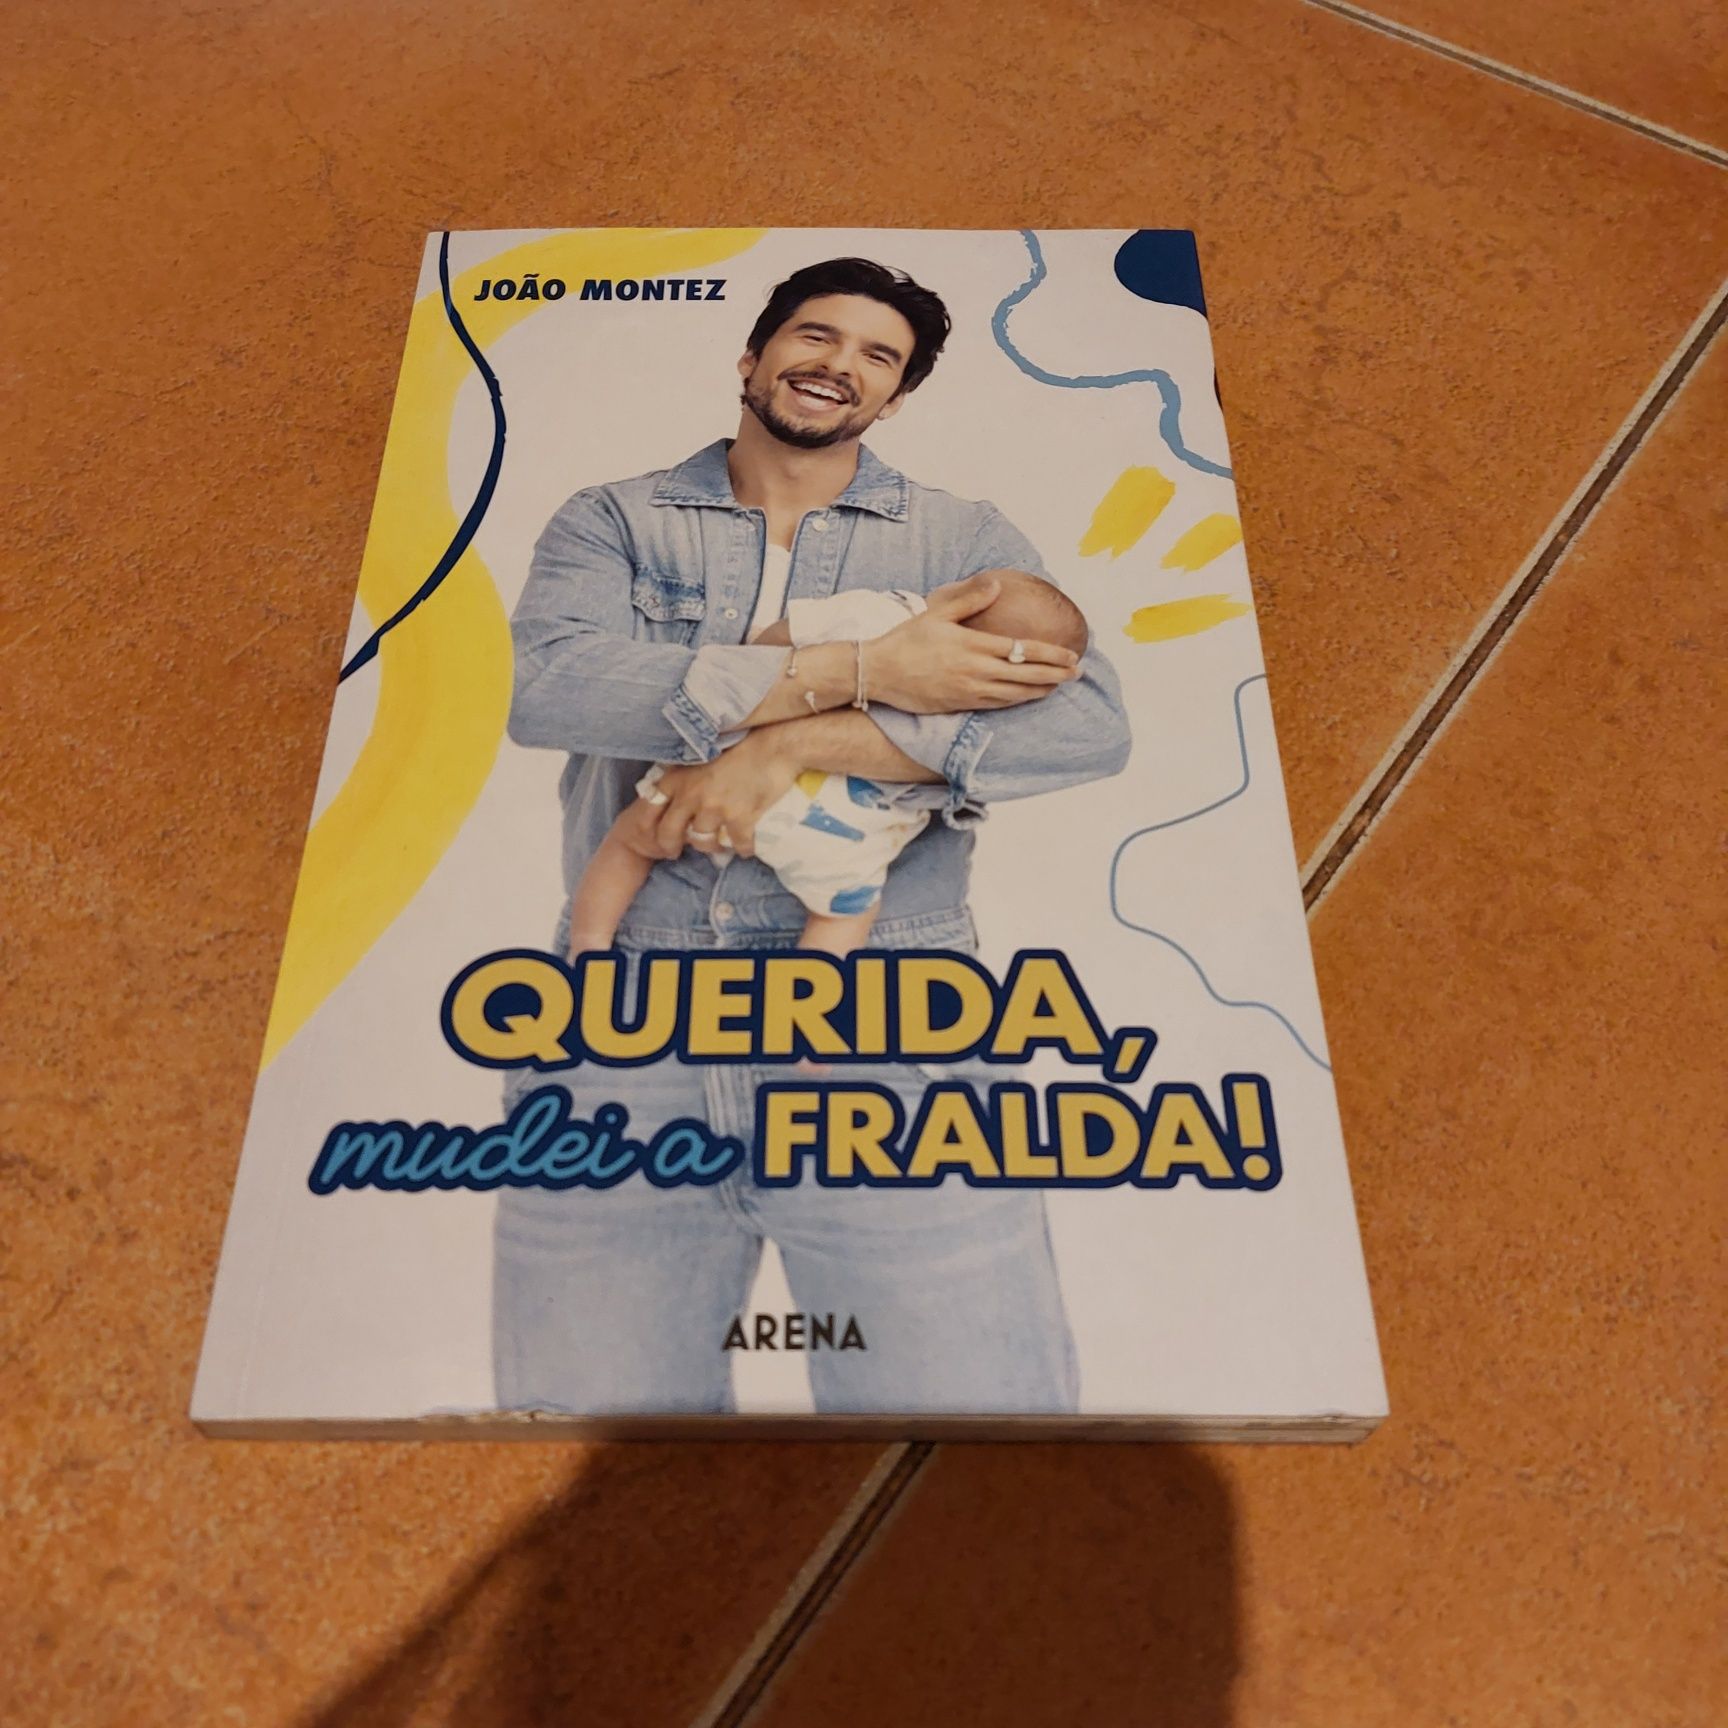 JOÃO MONTEZ
QUERIDA,
mudei a FRALDA!
ARENA